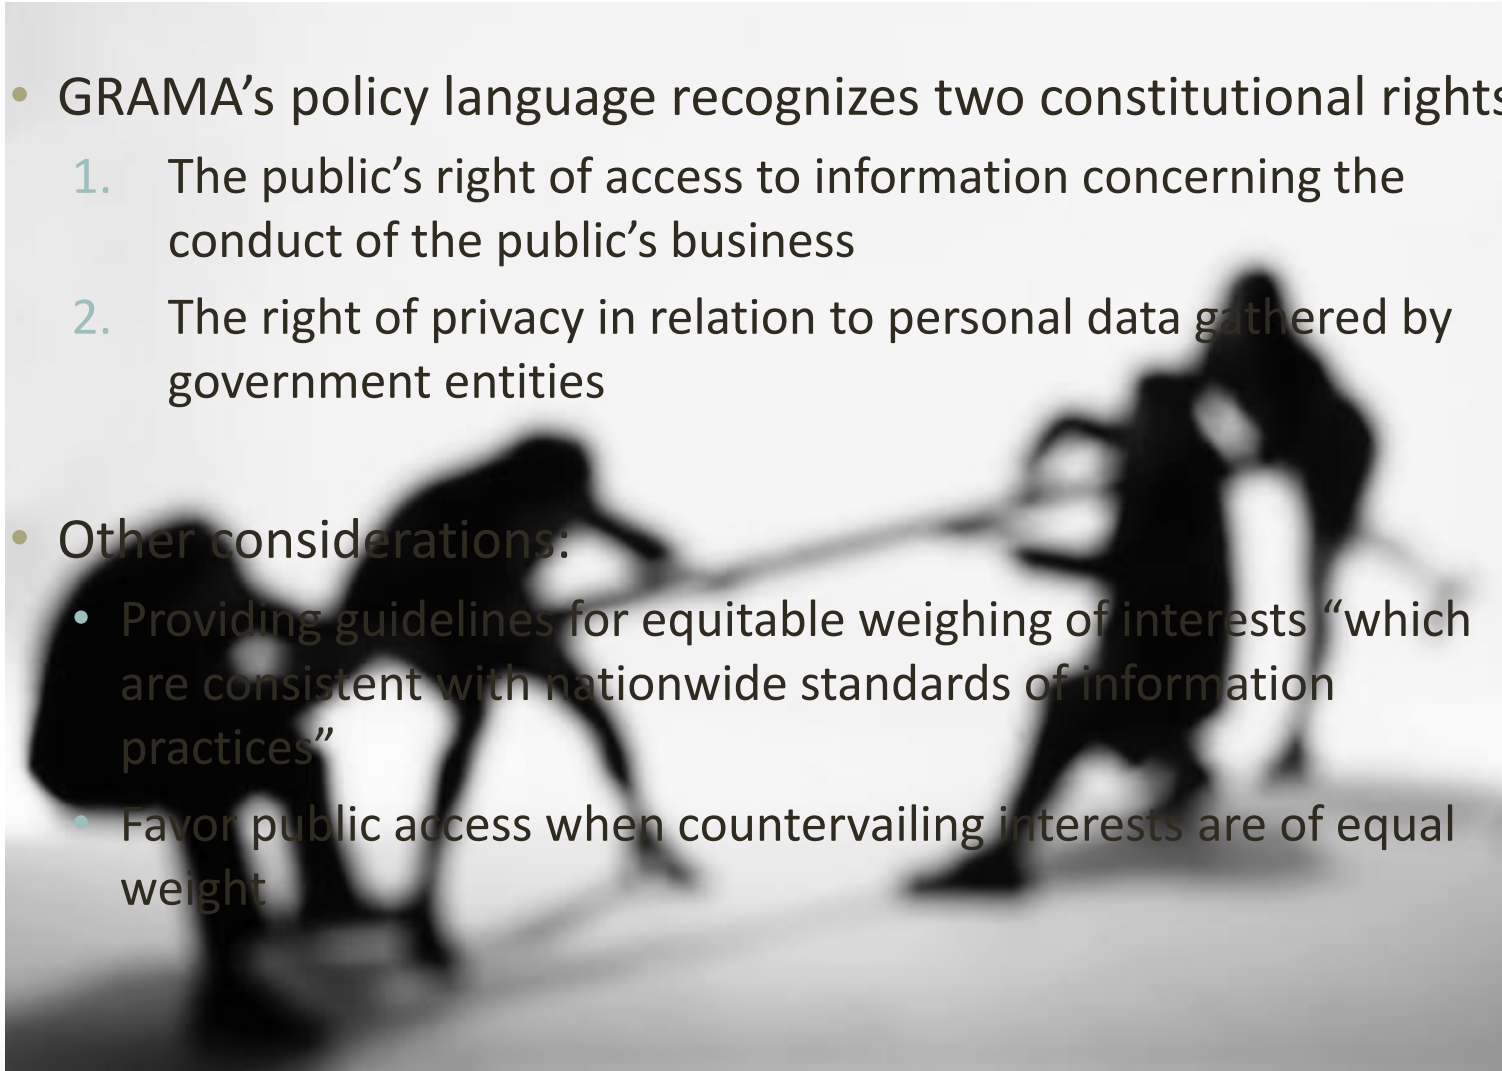 • GRAMA’s policy language recognizes two constitutional rights
1. The public’s right of access to information concerning the
conduct of the public’s business
2. The right of privacy in relation to personal data gathered by
government entities
• Other considerations:
• Providing guidelines for equitable weighing of interests “which
are consistent with nationwide standards of information
practices”
• Favor public access when countervailing interests are of equal
weight